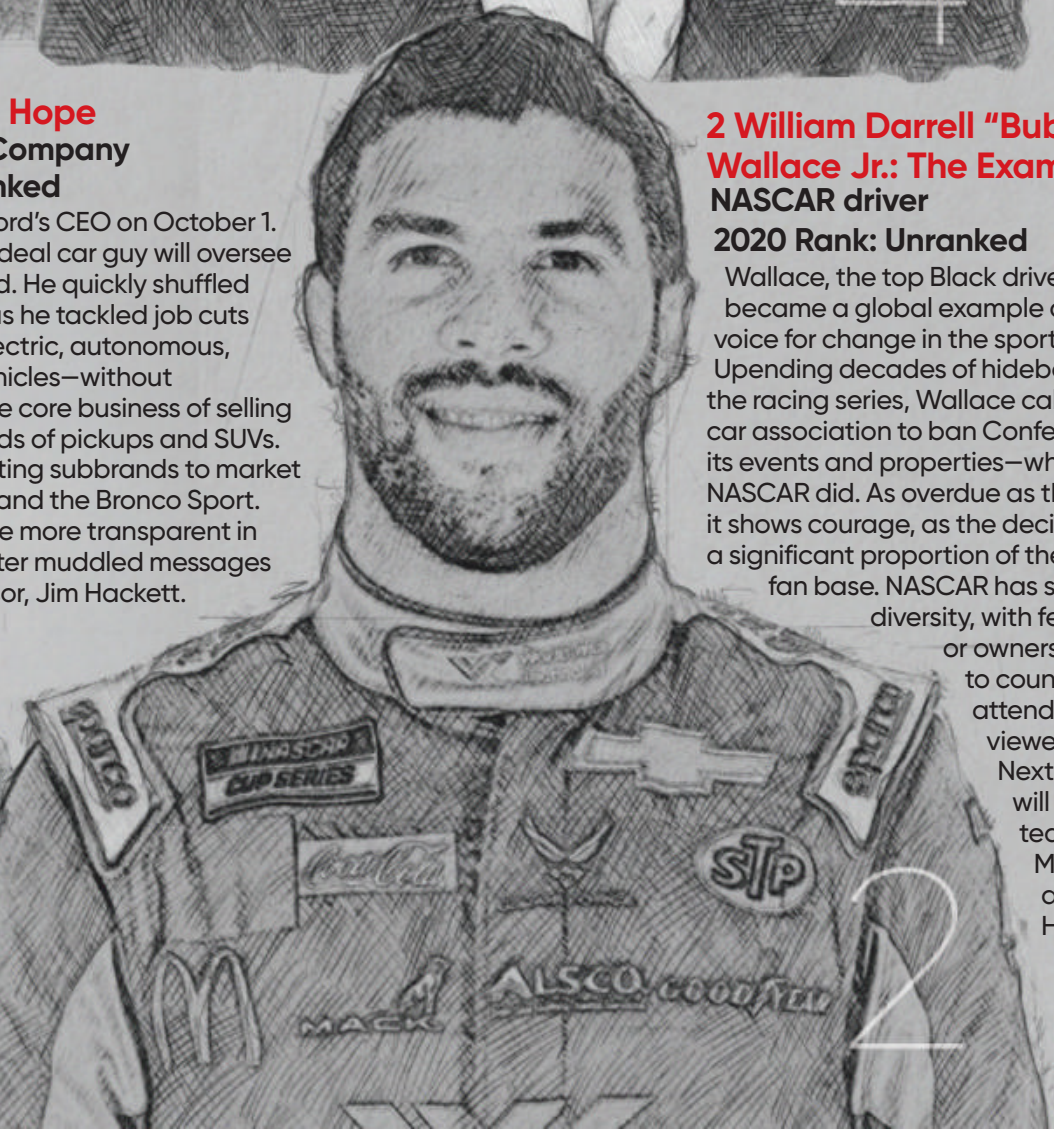 Hope
Company
nked
ord’s CEO on October 1.
deal car guy will oversee
d. He quickly shuffled
as he tackled job cuts
ectric, autonomous,
hicles—without
e core business of selling
ds of pickups and SUVs.
ting subbrands to market
and the Bronco Sport.
e more transparent in
ter muddled messages
or, Jim Hackett.
2 William Darrell “Bub
Wallace Jr.: The Exam
NASCAR driver
2020 Rank: Unranked
Wallace, the top Black drive
became a global example o
voice for change in the sport
Upending decades of hidebo
the racing series, Wallace cal
car association to ban Confe
its events and properties—wh
NASCAR did. As overdue as th
it shows courage, as the deci
a significant proportion of the
fan base. NASCAR has s
diversity, with fe
or owners
to coun
attend
viewe
Next
will
tec
M
o
H
sparco
NASCAR
CUP SERIES
sparco
Coca-Cola
STP
MACK
ALSCO
GOODYEAR
2